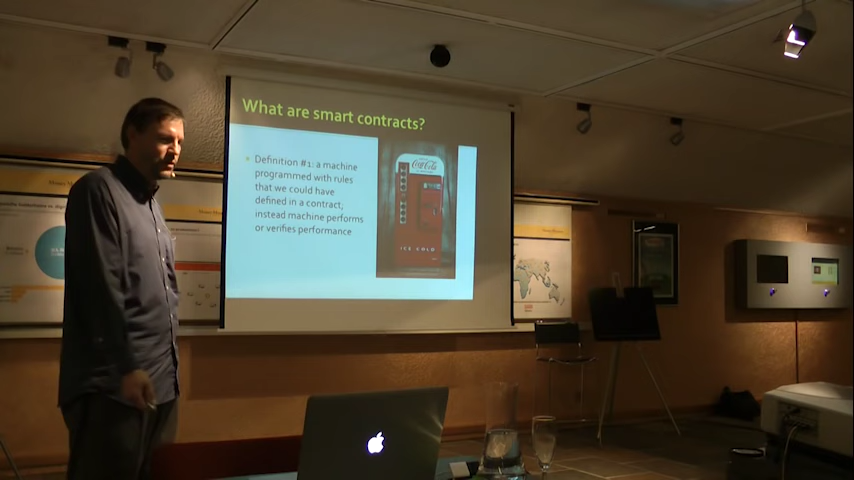 What are smart contracts?
Definition #1: a machine
programmed with rules
that we could have
defined in a contract;
instead machine performs
or verifies performance
Coca-Cola
ICE COLD